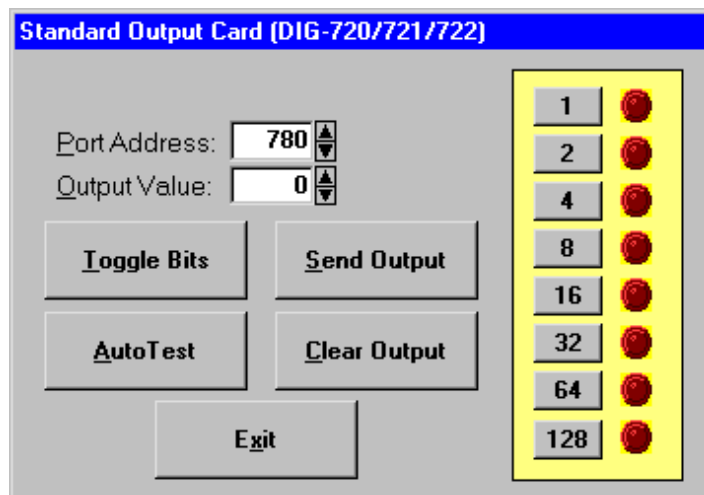 Standard Output Card (DIG-720/721/722)
Port Address: 780
Output Value: 0
Toggle Bits
Send Output
AutoTest
Clear Output
Exit
1
2
4
8
16
32
64
128